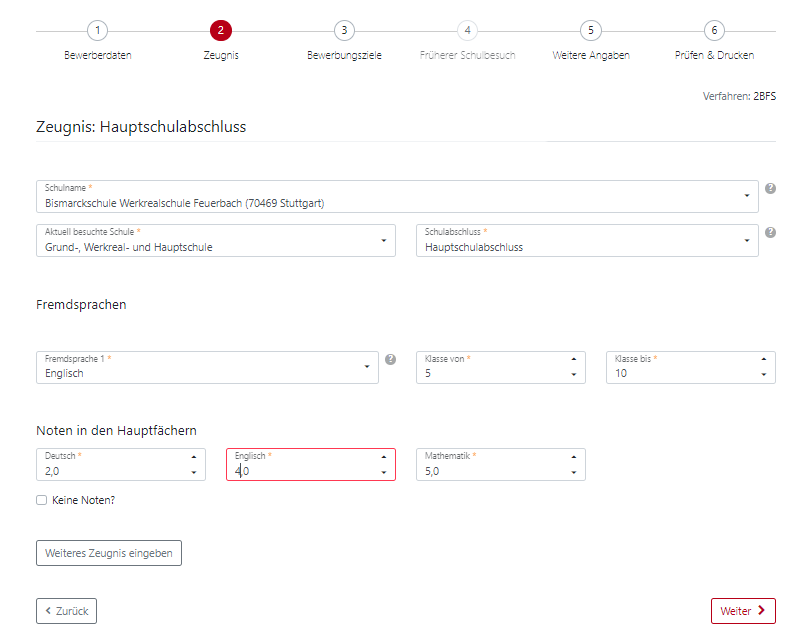 1 2 3 4 5 6
Bewerberdaten Zeugnis Bewerbungsziele Früherer Schulbesuch Weitere Angaben Prüfen & Drucken
Verfahren: 2BFS
Zeugnis: Hauptschulabschluss
Schulname *
Bismarckschule Werkrealschule Feuerbach (70469 Stuttgart)
Aktuell besuchte Schule * Schulabschluss *
Grund-, Werkreal- und Hauptschule Hauptschulabschluss
Fremdsprachen
Fremdsprache 1 * Klasse von * Klasse bis *
Englisch 5 10
Noten in den Hauptfächern
Deutsch * Englisch * Mathematik *
2,0 4,0 5,0
Keine Noten?
Weiteres Zeugnis eingeben
Zurück Weiter